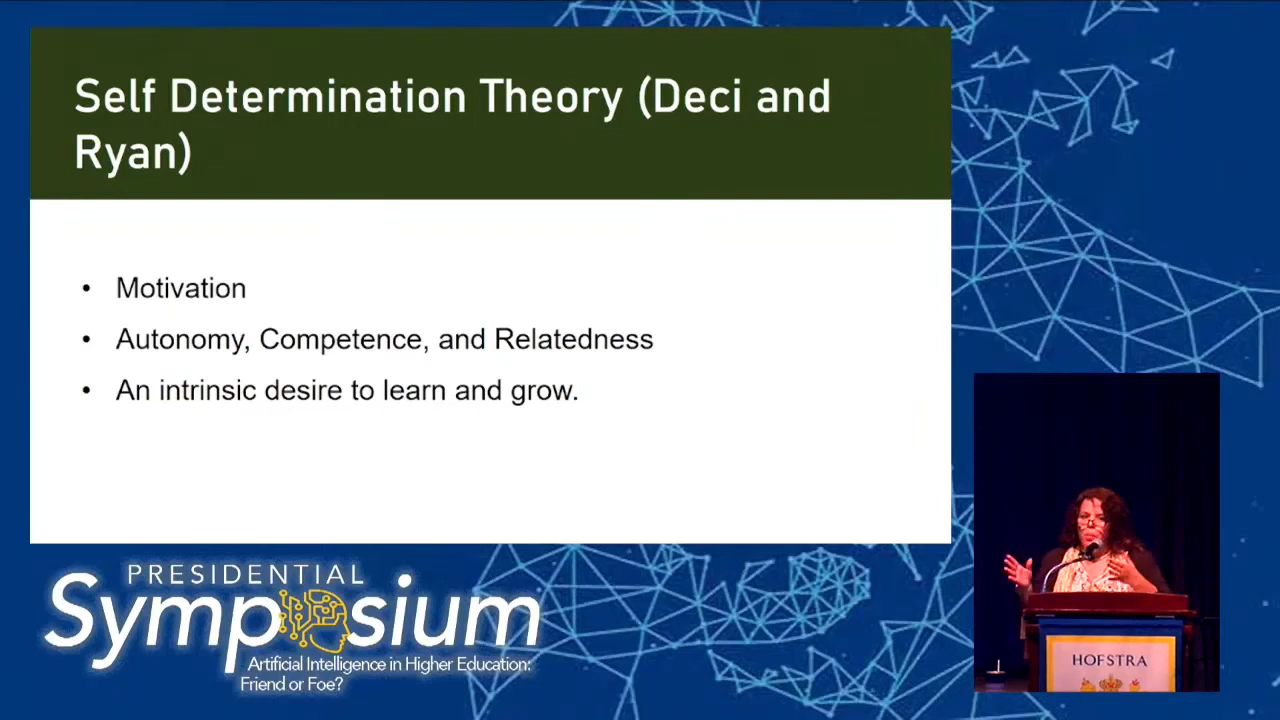 Self Determination Theory (Deci and
Ryan)
• Motivation
• Autonomy, Competence, and Relatedness
• An intrinsic desire to learn and grow.
PRESIDENTIAL
Symposium
Artificial Intelligence in Higher Education:
Friend or Foe?
HOFSTRA